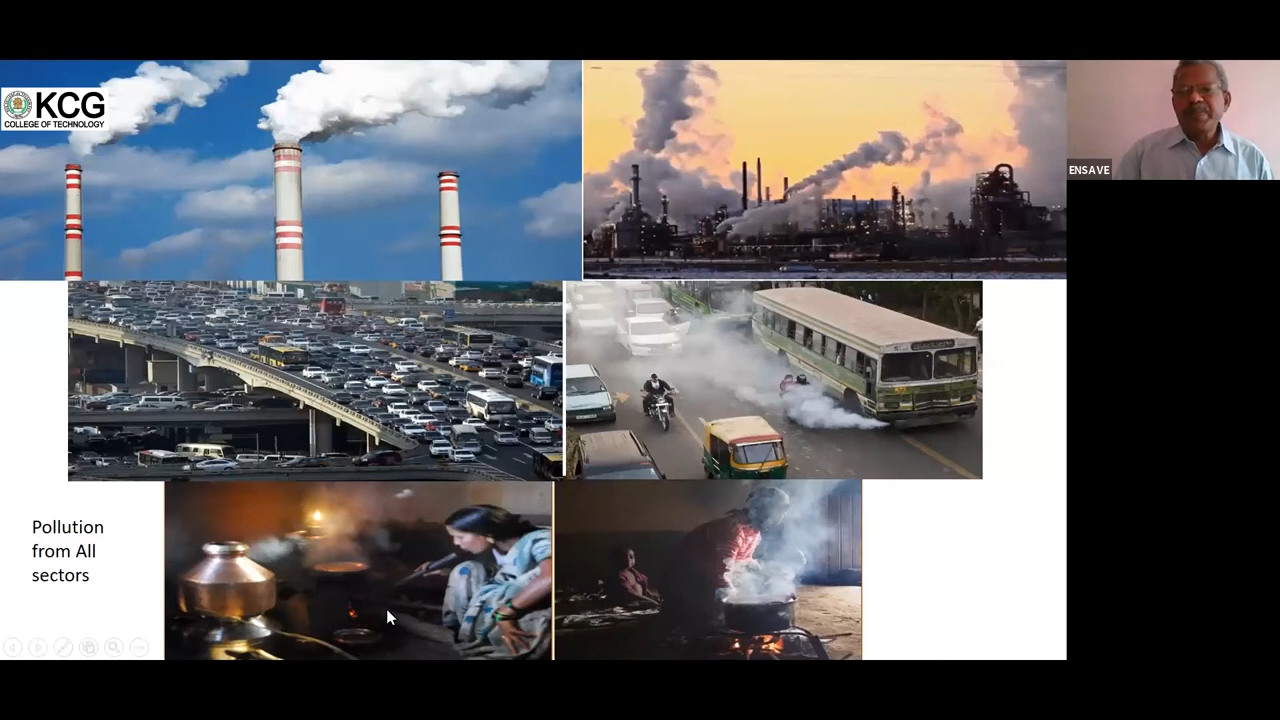 KCG
COLLEGE OF TECHNOLOGY
ENSAVE
Pollution
from All
sectors